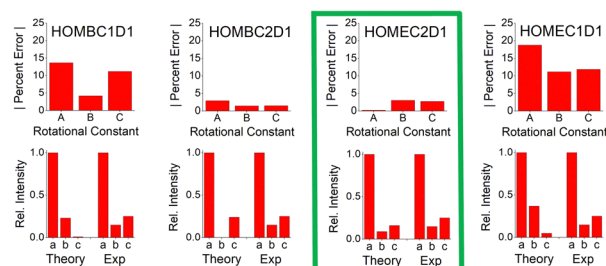 HOMBC1D1
| Percent Error |
25
20
15
10
5
0
A B C
Rotational Constant
HOMBC2D1
| Percent Error |
25
20
15
10
5
0
A B C
Rotational Constant
HOMEC2D1
| Percent Error |
25
20
15
10
5
0
A B C
Rotational Constant
HOMEC1D1
| Percent Error |
25
20
15
10
5
0
A B C
Rotational Constant
Rel. Intensity
1.0
0.5
0.0
a b c a b c
Theory Exp
Rel. Intensity
1.0
0.5
0.0
a b c a b c
Theory Exp
Rel. Intensity
1.0
0.5
0.0
a b c a b c
Theory Exp
Rel. Intensity
1.0
0.5
0.0
a b c a b c
Theory Exp